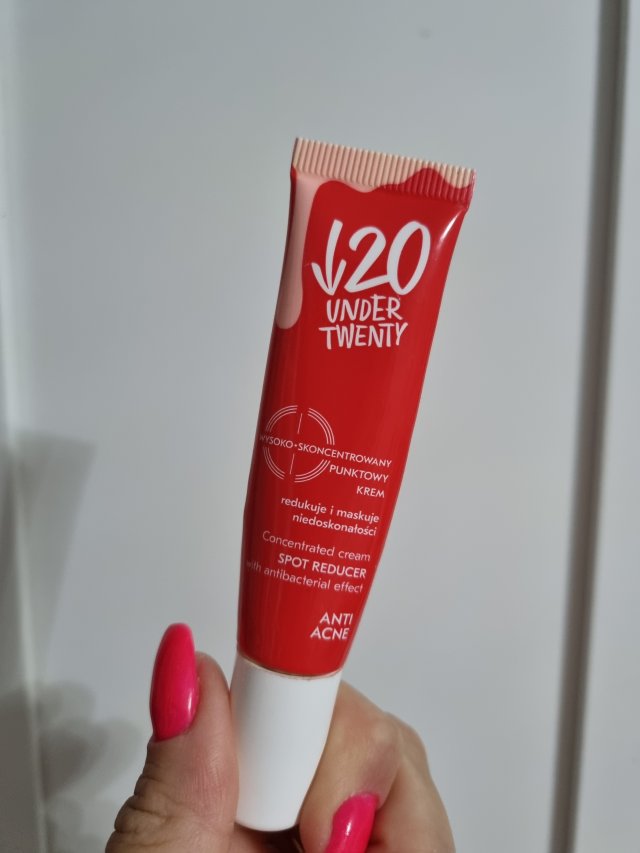 ↓20
UNDER
TWENTY
WYSOKO+SKONCENTROWANY
PUNKTOWY
KREM
redukuje i maskuje
niedoskonałości
Concentrated cream
SPOT REDUCER
with antibacterial effect
ANTI
ACNE